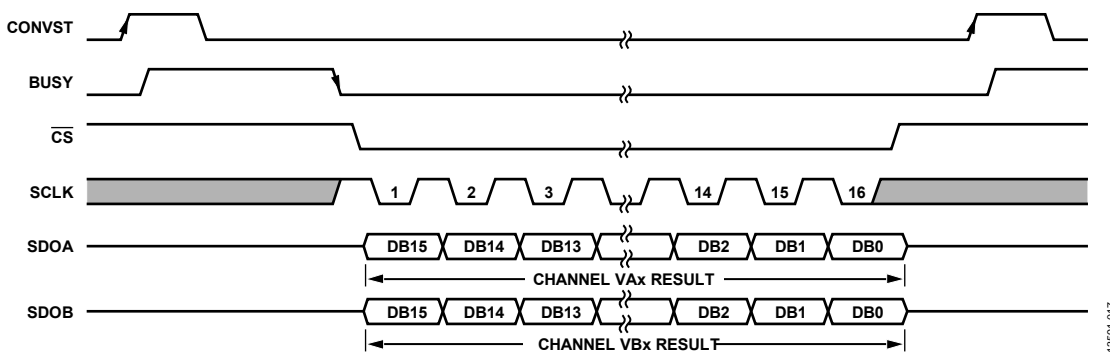 CONVST
BUSY
CS
SCLK 1 2 3 14 15 16
SDOA DB15 DB14 DB13 DB2 DB1 DB0
CHANNEL VAx RESULT
SDOB DB15 DB14 DB13 DB2 DB1 DB0
CHANNEL VBx RESULT